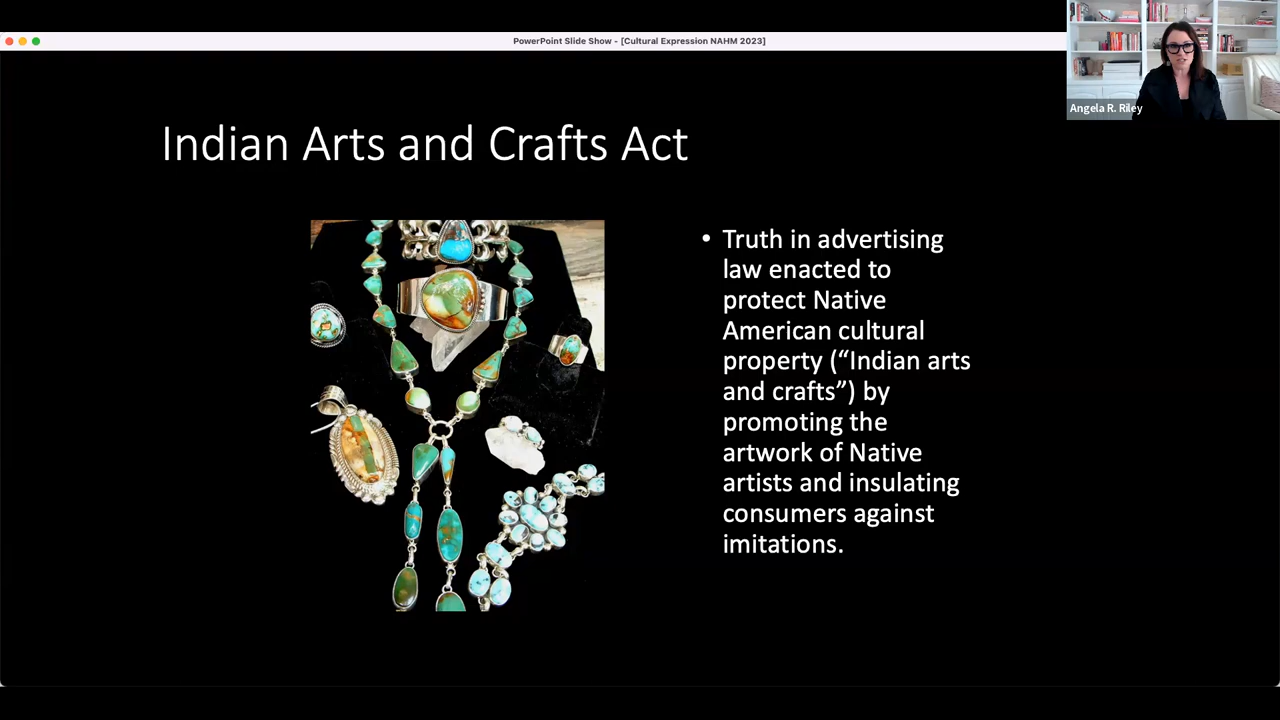 PowerPoint Slide Show - [Cultural Expression NAHM 2023]
Angela R. Riley
Indian Arts and Crafts Act
• Truth in advertising
law enacted to
protect Native
American cultural
property (“Indian arts
and crafts”) by
promoting the
artwork of Native
artists and insulating
consumers against
imitations.